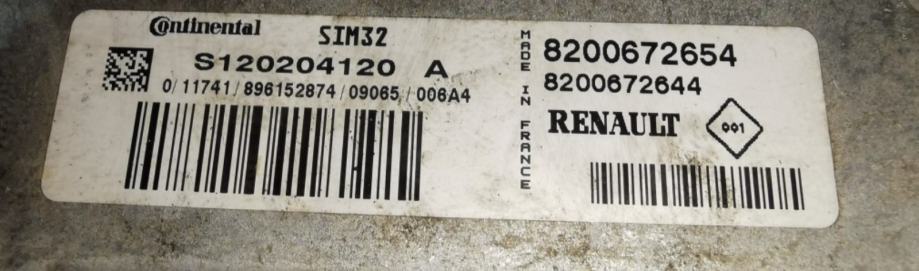 Continental SIM32
S120204120 A
0/11741/896152874/09065/006A4
MADE IN FRANCE
8200672654
8200672644
RENAULT 001